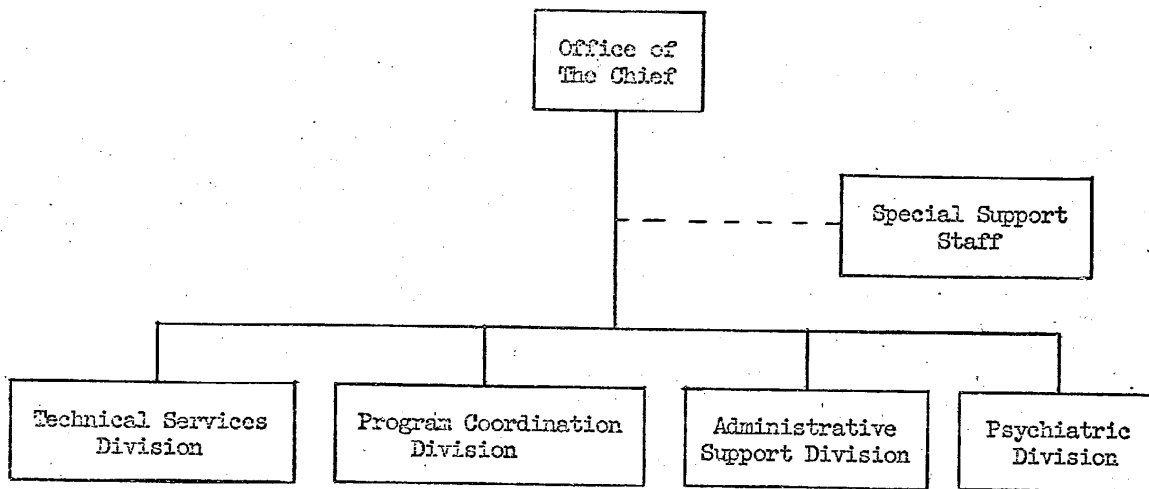 Office of
The Chief
Special Support
Staff
Technical Services
Division
Program Coordination
Division
Administrative
Support Division
Psychiatric
Division